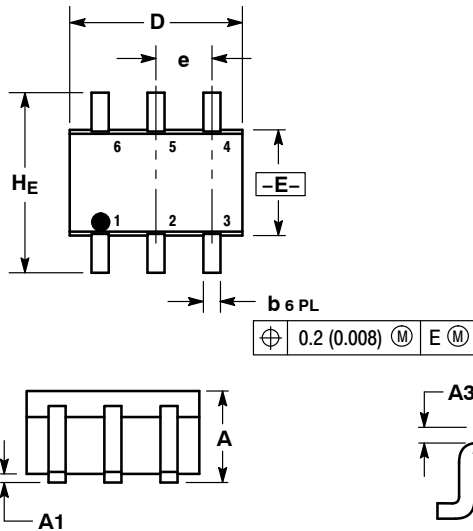 D
e
6 5 4
HE
-E-
1 2 3
b 6 PL
⌖ 0.2 (0.008) Ⓜ E Ⓜ
A3
A
A1